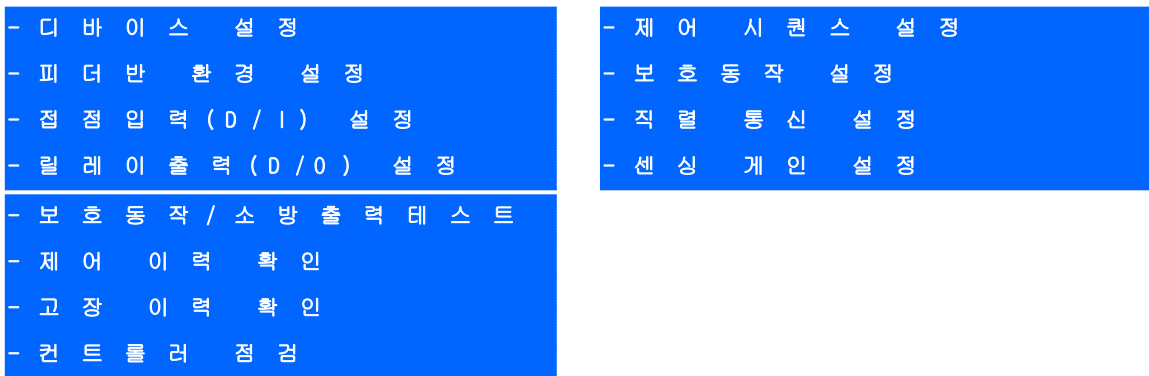 - 디바이스 설정
- 피더반 환경 설정
- 접점입력(D/I) 설정
- 릴레이출력(D/O) 설정
- 제어 시퀀스 설정
- 보호동작 설정
- 직렬 통신 설정
- 센싱 게인 설정
- 보호동작/소방출력테스트
- 제어 이력 확인
- 고장 이력 확인
- 컨트롤러 점검